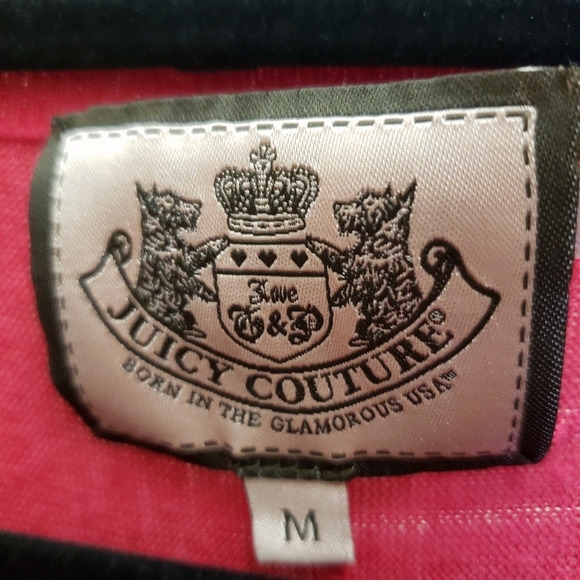 Love
G & P
JUICY COUTURE®
BORN IN THE GLAMOROUS USA™
M